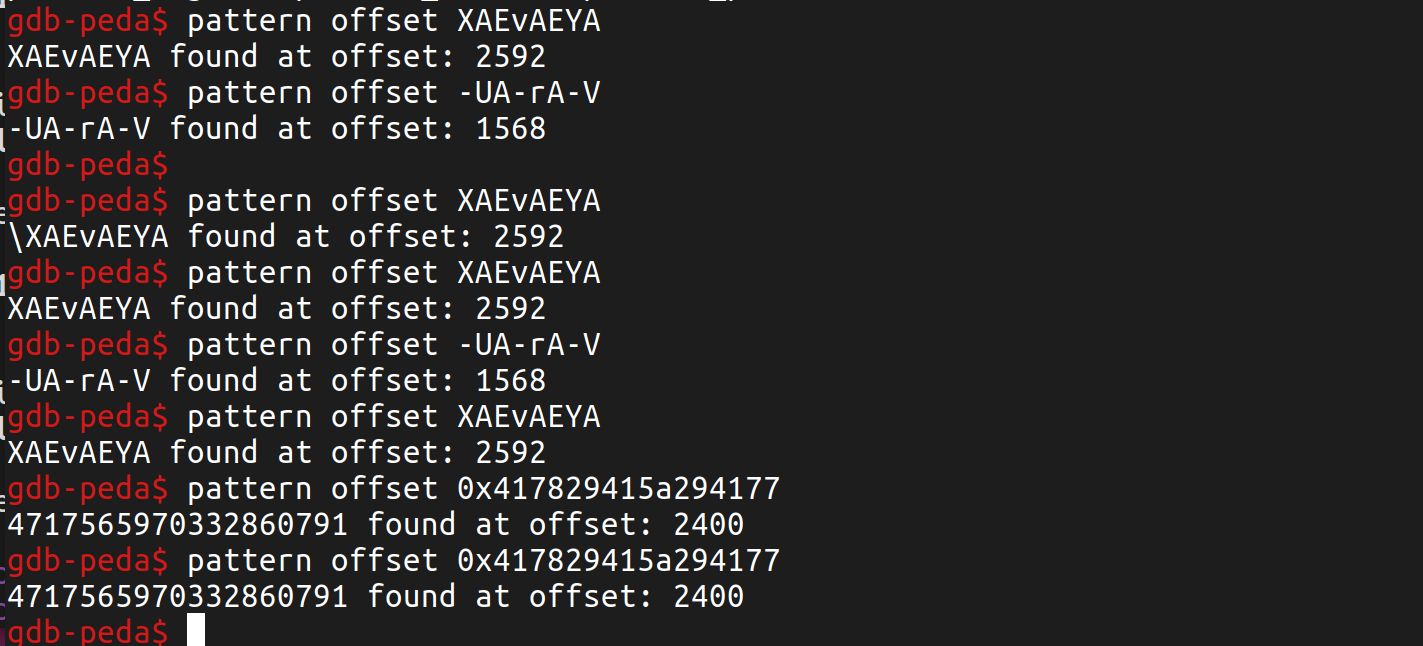 gdb-peda$ pattern offset XAEvAEYA
XAEvAEYA found at offset: 2592
gdb-peda$ pattern offset -UA-rA-V
-UA-rA-V found at offset: 1568
gdb-peda$
gdb-peda$ pattern offset XAEvAEYA
\XAEvAEYA found at offset: 2592
gdb-peda$ pattern offset XAEvAEYA
XAEvAEYA found at offset: 2592
gdb-peda$ pattern offset -UA-rA-V
-UA-rA-V found at offset: 1568
gdb-peda$ pattern offset XAEvAEYA
XAEvAEYA found at offset: 2592
gdb-peda$ pattern offset 0x417829415a294177
4717565970332860791 found at offset: 2400
gdb-peda$ pattern offset 0x417829415a294177
4717565970332860791 found at offset: 2400
gdb-peda$